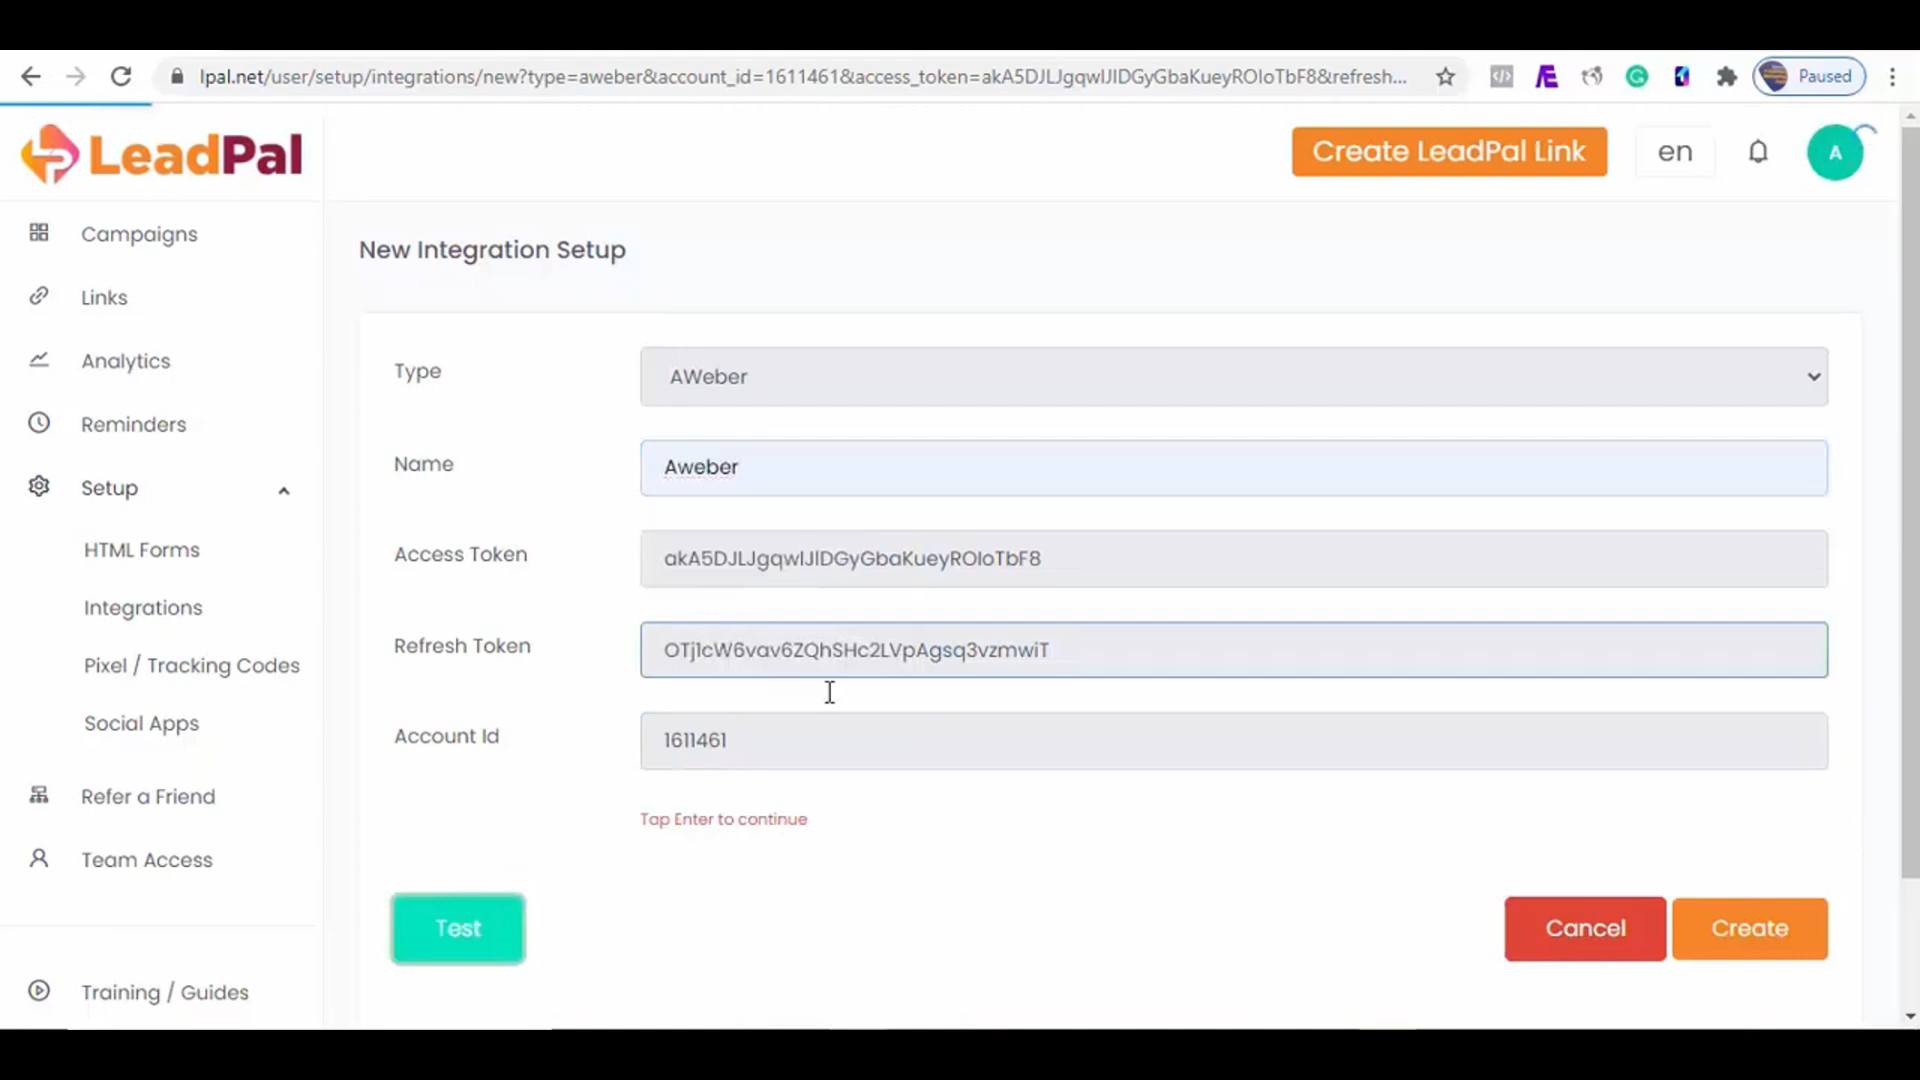 lpal.net/user/setup/integrations/new?type=aweber&account_id=1611461&access_token=akA5DJLJgqwIJIDGyGbaKueyROIoTbF8&refresh...
Paused
LeadPal
Create LeadPal Link
en
A
Campaigns
Links
Analytics
Reminders
Setup
HTML Forms
Integrations
Pixel / Tracking Codes
Social Apps
Refer a Friend
Team Access
Training / Guides
New Integration Setup
Type
AWeber
Name
Aweber
Access Token
akA5DJLJgqwIJIDGyGbaKueyROIoTbF8
Refresh Token
OTj1cW6vav6ZQhSHc2LVpAgsq3vzmwiT
Account Id
1611461
Tap Enter to continue
Test
Cancel
Create